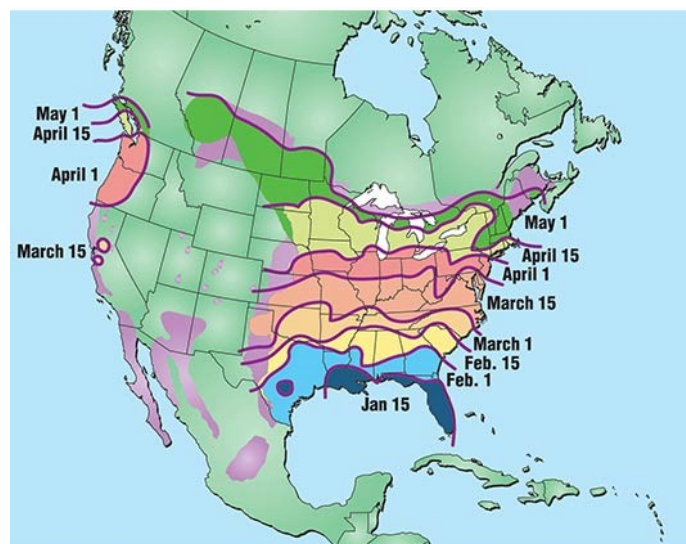 May 1
April 15
April 1
March 15
May 1
April 15
April 1
March 15
March 1
Feb. 15
Feb. 1
Jan 15